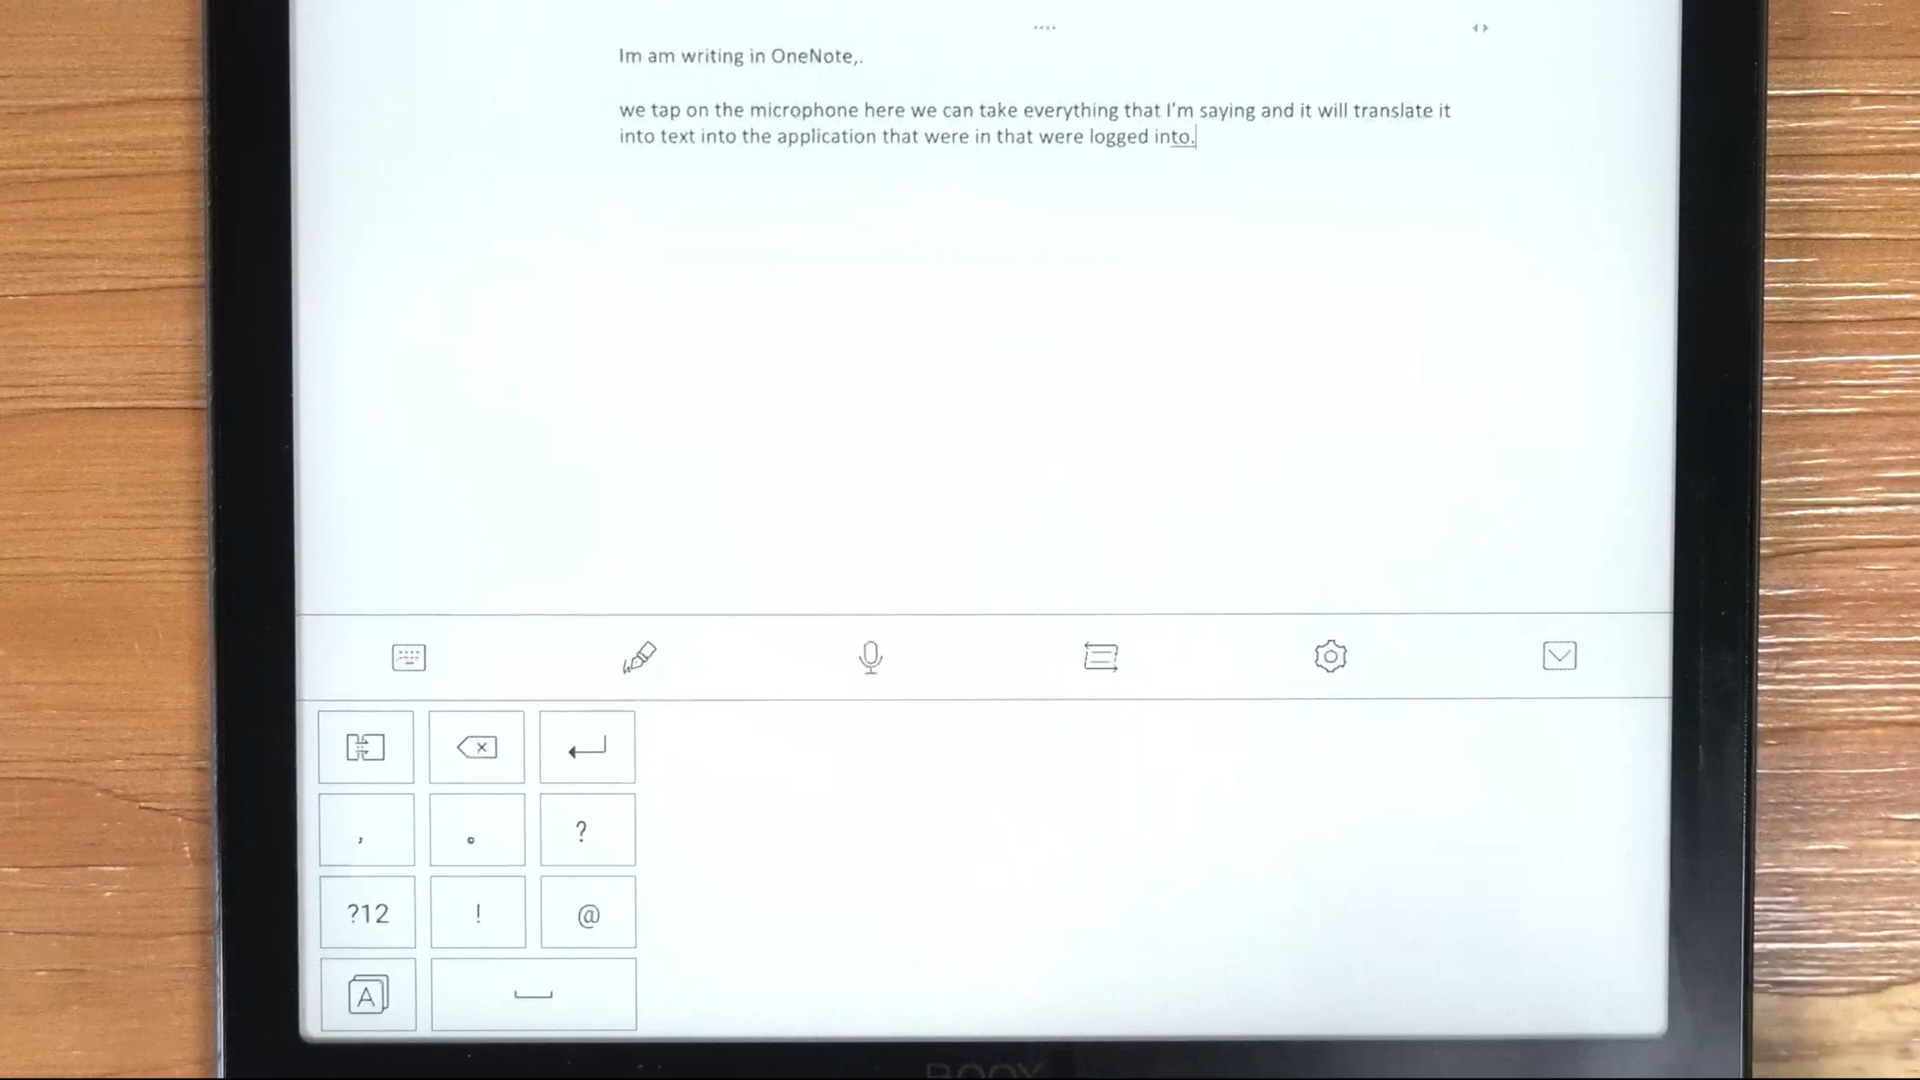 Im am writing in OneNote,.
we tap on the microphone here we can take everything that I'm saying and it will translate it
into text into the application that were in that were logged into.
, 。 ?
?12 ! @
A
BOOX